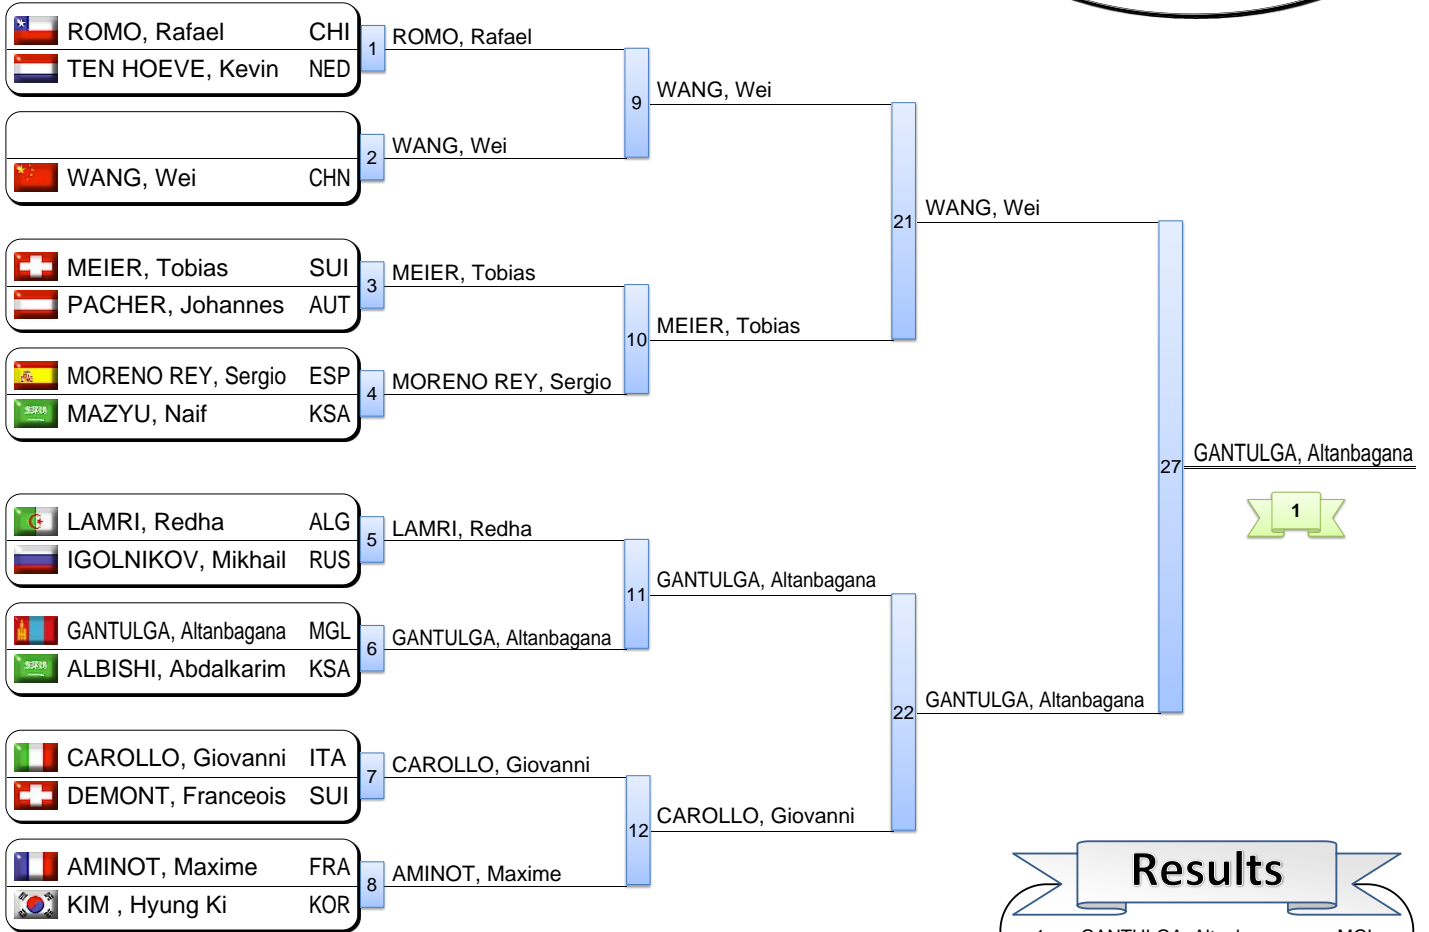 ROMO, Rafael CHI
TEN HOEVE, Kevin NED
1 ROMO, Rafael
9 WANG, Wei
WANG, Wei CHN
2 WANG, Wei
21 WANG, Wei
MEIER, Tobias SUI
PACHER, Johannes AUT
3 MEIER, Tobias
10 MEIER, Tobias
MORENO REY, Sergio ESP
MAZYU, Naif KSA
4 MORENO REY, Sergio
27 GANTULGA, Altanbagana
1
LAMRI, Redha ALG
IGOLNIKOV, Mikhail RUS
5 LAMRI, Redha
11 GANTULGA, Altanbagana
GANTULGA, Altanbagana MGL
ALBISHI, Abdalkarim KSA
6 GANTULGA, Altanbagana
22 GANTULGA, Altanbagana
CAROLLO, Giovanni ITA
DEMONT, Franceois SUI
7 CAROLLO, Giovanni
12 CAROLLO, Giovanni
AMINOT, Maxime FRA
KIM , Hyung Ki KOR
8 AMINOT, Maxime
Results